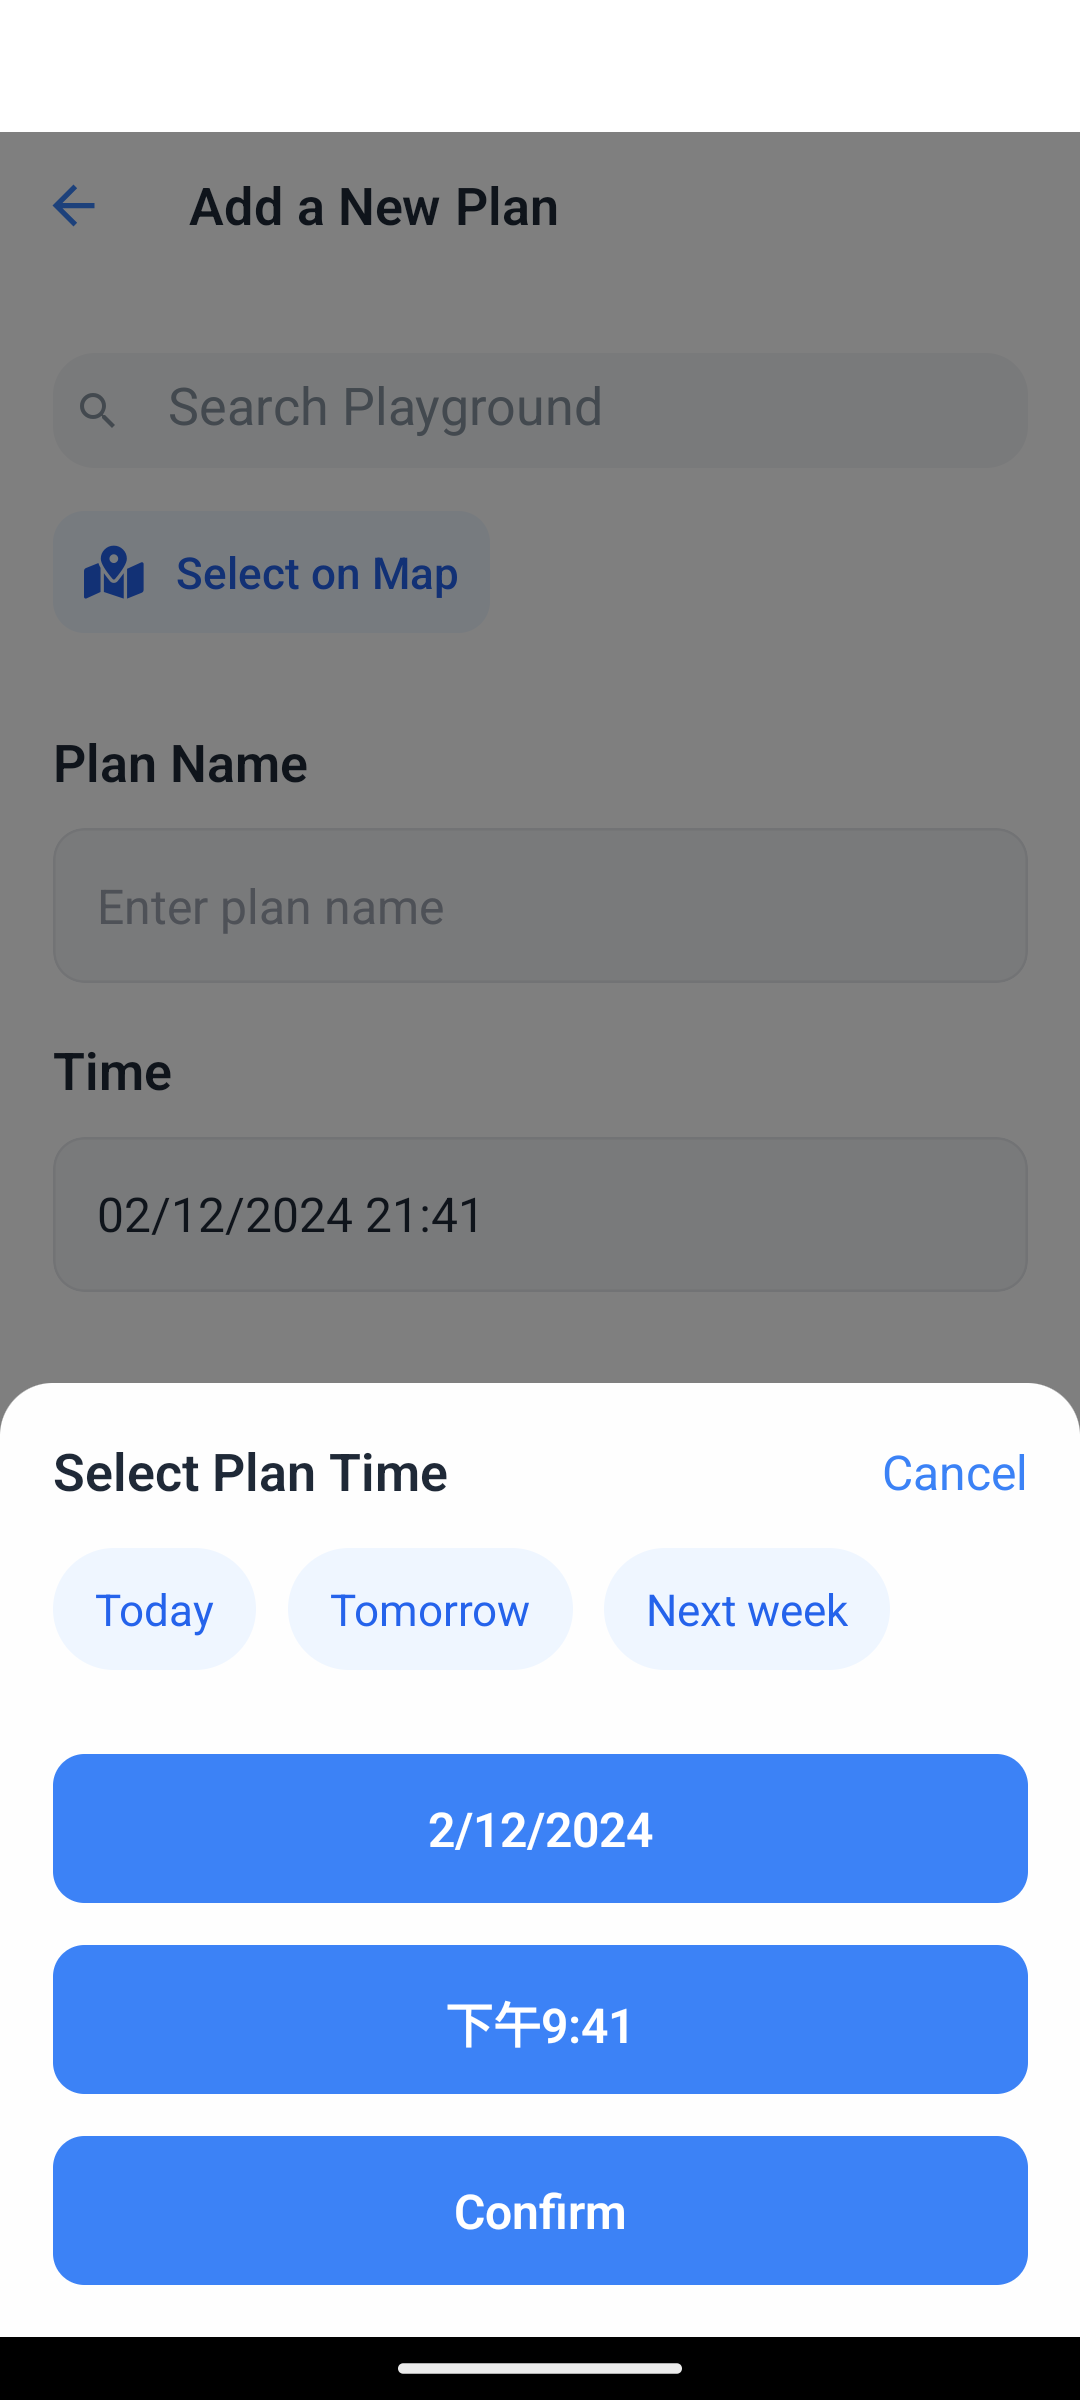 Add a New Plan
Search Playground
Select on Map
Plan Name
Enter plan name
Time
02/12/2024 21:41
Select Plan Time
Cancel
Today
Tomorrow
Next week
2/12/2024
下午9:41
Confirm